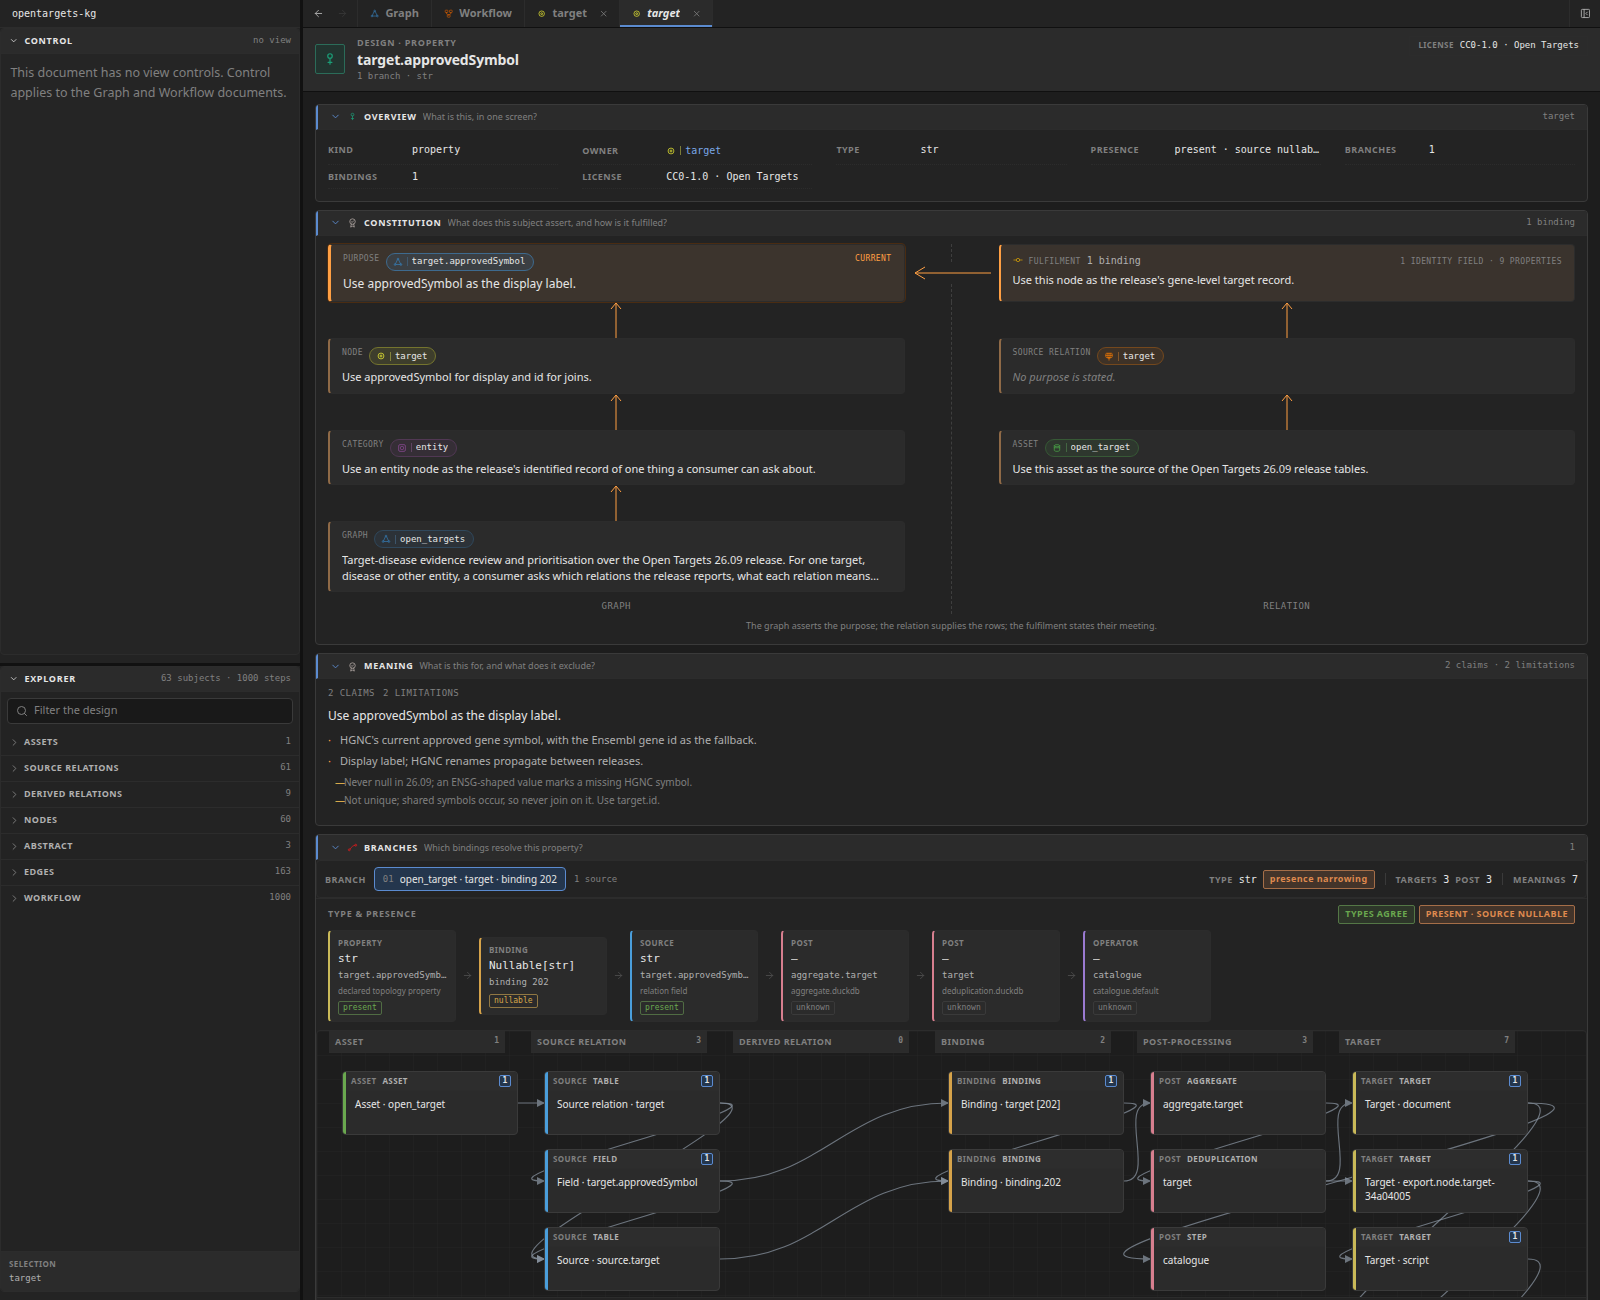 opentargets-kg
Graph
Workflow
target
target
CONTROL
no view
This document has no view controls. Control
applies to the Graph and Workflow documents.
EXPLORER
63 subjects · 1000 steps
Filter the design
ASSETS 1
SOURCE RELATIONS 61
DERIVED RELATIONS 9
NODES 60
ABSTRACT 3
EDGES 163
WORKFLOW 1000
SELECTION
target
DESIGN · PROPERTY
target.approvedSymbol
1 branch · str
LICENSE CC0-1.0 · Open Targets
OVERVIEW What is this, in one screen? target
KIND property
OWNER target
TYPE str
PRESENCE present · source nullab…
BRANCHES 1
BINDINGS 1
LICENSE CC0-1.0 · Open Targets
CONSTITUTION What does this subject assert, and how is it fulfilled? 1 binding
PURPOSE target.approvedSymbol CURRENT
Use approvedSymbol as the display label.
FULFILMENT 1 binding 1 IDENTITY FIELD · 9 PROPERTIES
Use this node as the release's gene-level target record.
NODE target
Use approvedSymbol for display and id for joins.
SOURCE RELATION target
No purpose is stated.
CATEGORY entity
Use an entity node as the release's identified record of one thing a consumer can ask about.
ASSET open_target
Use this asset as the source of the Open Targets 26.09 release tables.
GRAPH open_targets
Target-disease evidence review and prioritisation over the Open Targets 26.09 release. For one target,
disease or other entity, a consumer asks which relations the release reports, what each relation means…
GRAPH
RELATION
The graph asserts the purpose; the relation supplies the rows; the fulfilment states their meeting.
MEANING What is this for, and what does it exclude? 2 claims · 2 limitations
2 CLAIMS 2 LIMITATIONS
Use approvedSymbol as the display label.
· HGNC's current approved gene symbol, with the Ensembl gene id as the fallback.
· Display label; HGNC renames propagate between releases.
—Never null in 26.09; an ENSG-shaped value marks a missing HGNC symbol.
—Not unique; shared symbols occur, so never join on it. Use target.id.
BRANCHES Which bindings resolve this property? 1
BRANCH 01 open_target · target · binding 202 1 source
TYPE str presence narrowing TARGETS 3 POST 3 MEANINGS 7
TYPE & PRESENCE
TYPES AGREE PRESENT · SOURCE NULLABLE
PROPERTY
str
target.approvedSymb…
declared topology property
present
BINDING
Nullable[str]
binding 202
nullable
SOURCE
str
target.approvedSymb…
relation field
present
POST
—
aggregate.target
aggregate.duckdb
unknown
POST
—
target
deduplication.duckdb
unknown
OPERATOR
—
catalogue
catalogue.default
unknown
ASSET 1
SOURCE RELATION 3
DERIVED RELATION 0
BINDING 2
POST-PROCESSING 3
TARGET 7
ASSET ASSET 1
Asset · open_target
SOURCE TABLE 1
Source relation · target
BINDING BINDING 1
Binding · target [202]
POST AGGREGATE
aggregate.target
TARGET TARGET 1
Target · document
SOURCE FIELD 1
Field · target.approvedSymbol
BINDING BINDING
Binding · binding.202
POST DEDUPLICATION
target
TARGET TARGET 1
Target · export.node.target-
34a04005
SOURCE TABLE
Source · source.target
POST STEP
catalogue
TARGET TARGET 1
Target · script